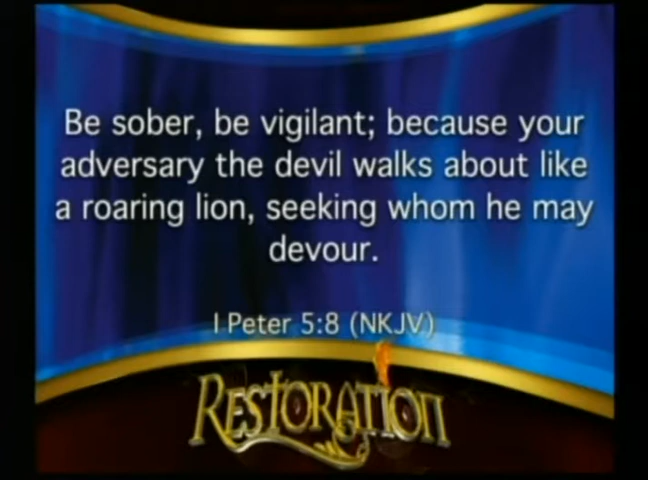 Be sober, be vigilant; because your
adversary the devil walks about like
a roaring lion, seeking whom he may
devour.
I Peter 5:8 (NKJV)
RESTORATION